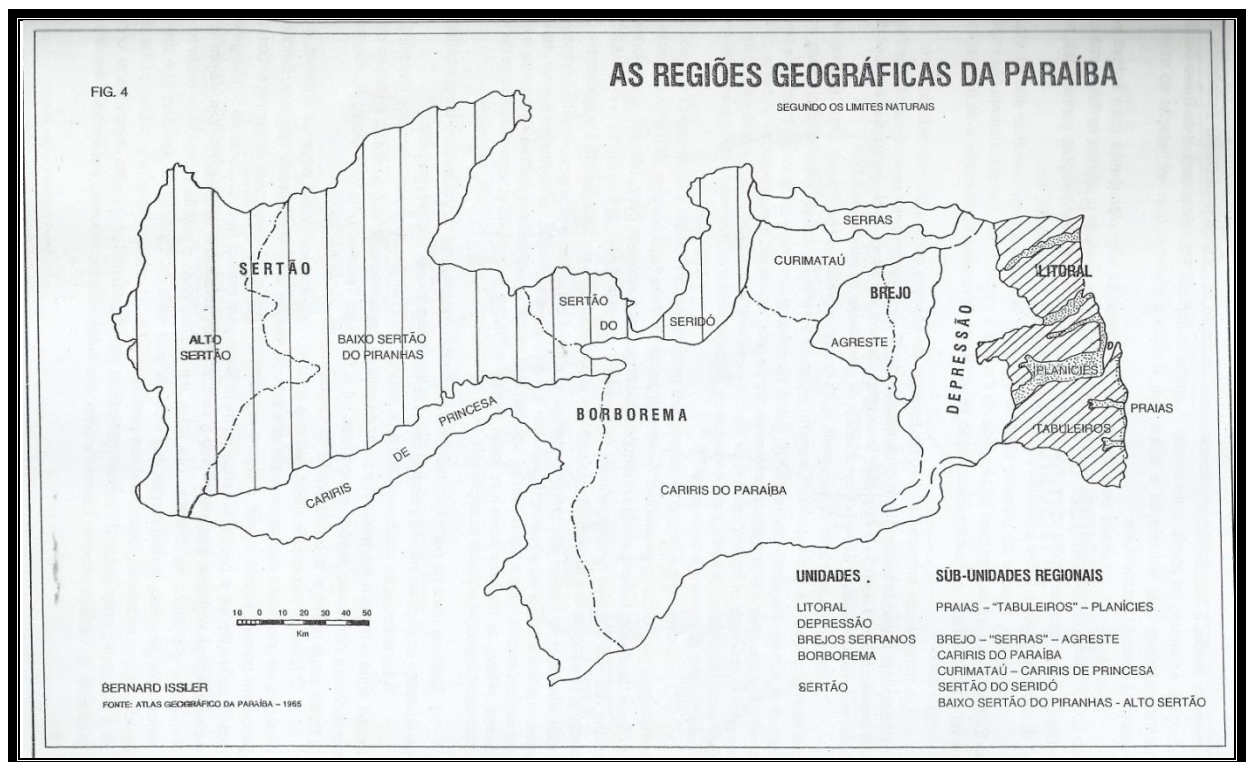 AS REGIÕES GEOGRÁFICAS DA PARAÍBA
SEGUNDO OS LIMITES NATURAIS
FIG. 4
SERRAS
CURIMATAÚ
LITORAL
SERTÃO
BREJO
SERTÃO
DO
SERIDÓ
ALTO
SERTÃO
BAIXO SERTÃO
DO PIRANHAS
AGRESTE
DEPRESSÃO
PLANÍCIES
PRAIAS
TABULEIROS
BORBOREMA
CARIRIS DE PRINCESA
CARIRIS DO PARAÍBA
10 0 10 20 30 40 50
Km
UNIDADES . SÜB-UNIDADES REGIONAIS
LITORAL PRAIAS – "TABULEIROS" – PLANÍCIES
DEPRESSÃO
BREJOS SERRANOS BREJO – "SERRAS" – AGRESTE
BORBOREMA CARIRIS DO PARAÍBA
CURIMATAÚ – CARIRIS DE PRINCESA
SERTÃO SERTÃO DO SERIDÓ
BAIXO SERTÃO DO PIRANHAS - ALTO SERTÃO
BERNARD ISSLER
FONTE: ATLAS GEOGRÁFICO DA PARAÍBA – 1965